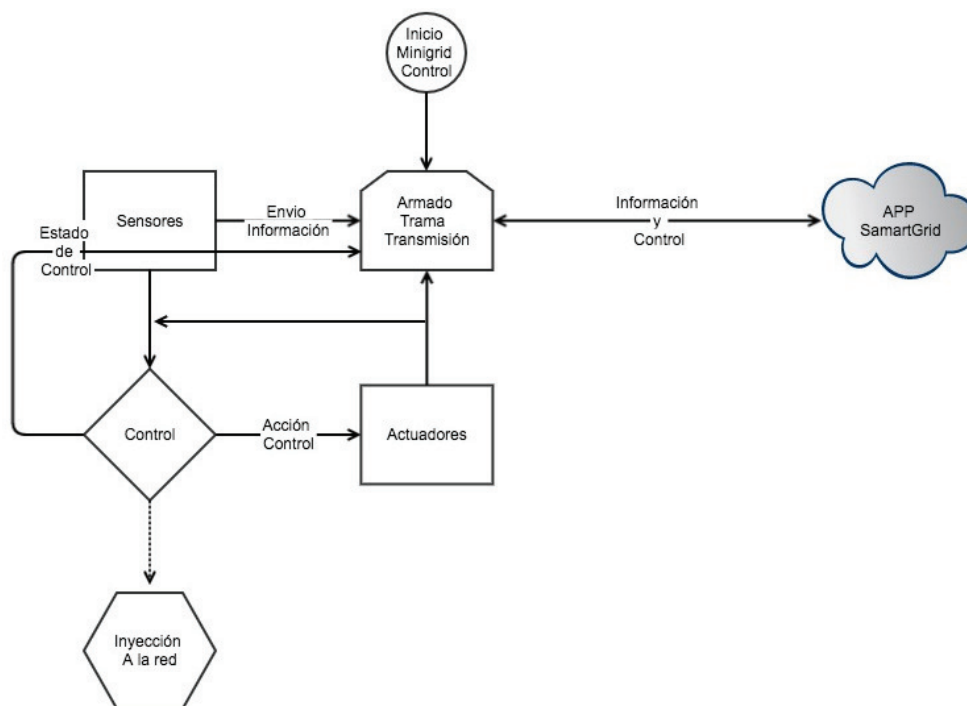 Inicio
Minigrid
Control
Sensores
Envio
Información
Armado
Trama
Transmisión
Información
y
Control
APP
SamartGrid
Estado
de
Control
Control
Acción
Control
Actuadores
Inyección
A la red